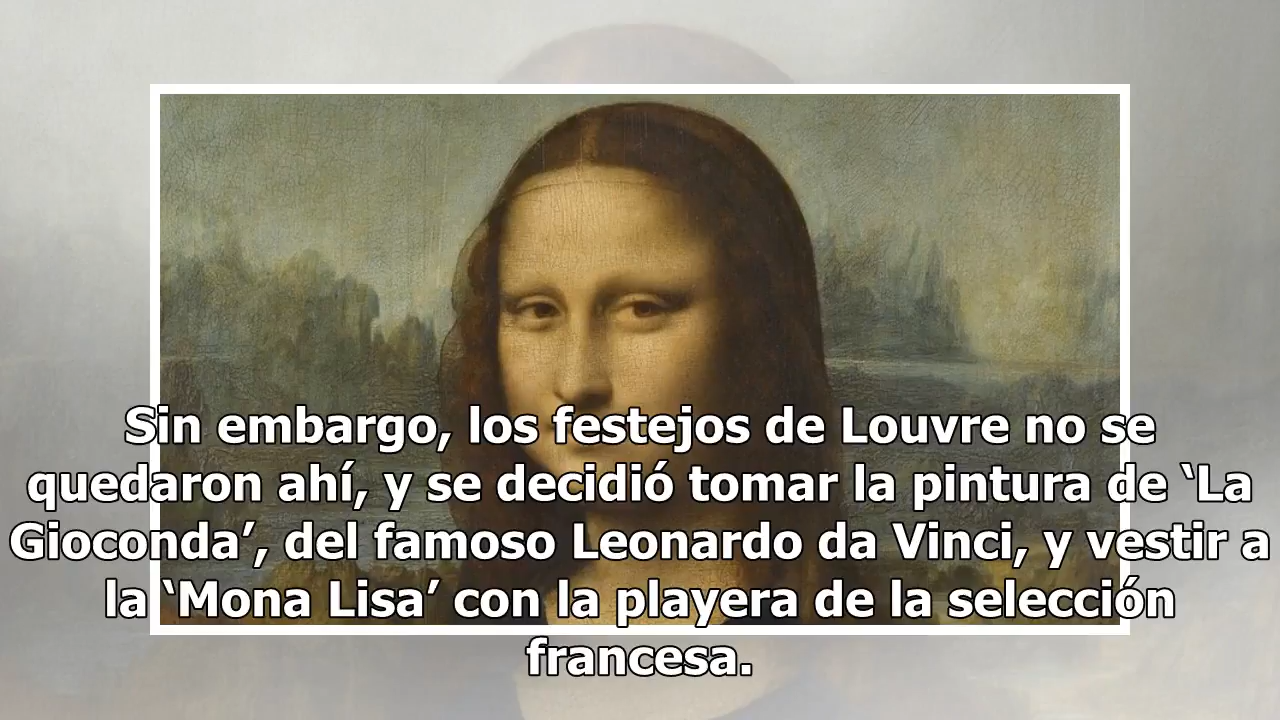 Sin embargo, los festejos de Louvre no se
quedaron ahí, y se decidió tomar la pintura de ‘La
Gioconda’, del famoso Leonardo da Vinci, y vestir a
la ‘Mona Lisa’ con la playera de la selección
francesa.